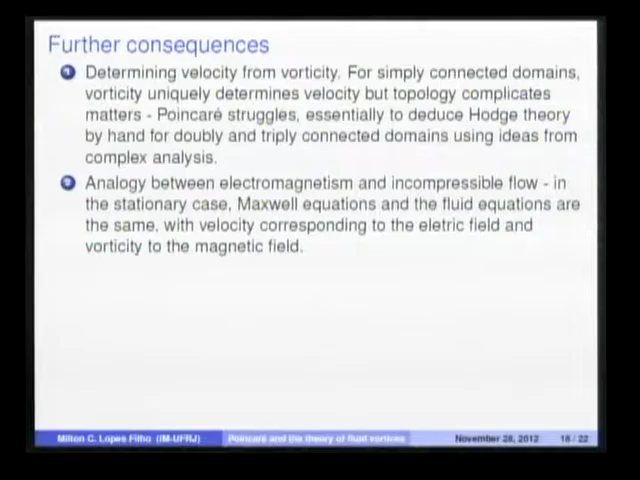 Further consequences
1 Determining velocity from vorticity. For simply connected domains,
vorticity uniquely determines velocity but topology complicates
matters - Poincaré struggles, essentially to deduce Hodge theory
by hand for doubly and triply connected domains using ideas from
complex analysis.
2 Analogy between electromagnetism and incompressible flow - in
the stationary case, Maxwell equations and the fluid equations are
the same, with velocity corresponding to the eletric field and
vorticity to the magnetic field.
Milton C. Lopes Filho (IM-UFRJ) Poincaré and the theory of fluid vortices November 28, 2012 18 / 22